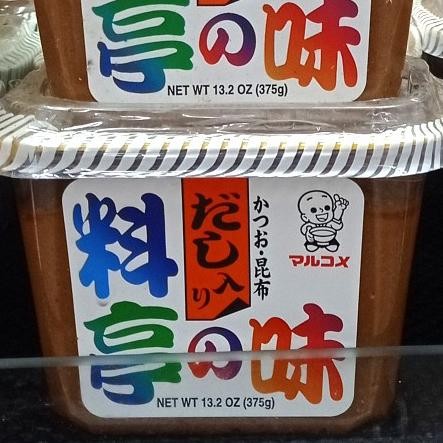 亭の味
NET WT 13.2 OZ (375g)
料
だし入り
かつお・昆布
マルコメ
亭の味
NET WT 13.2 OZ (375g)